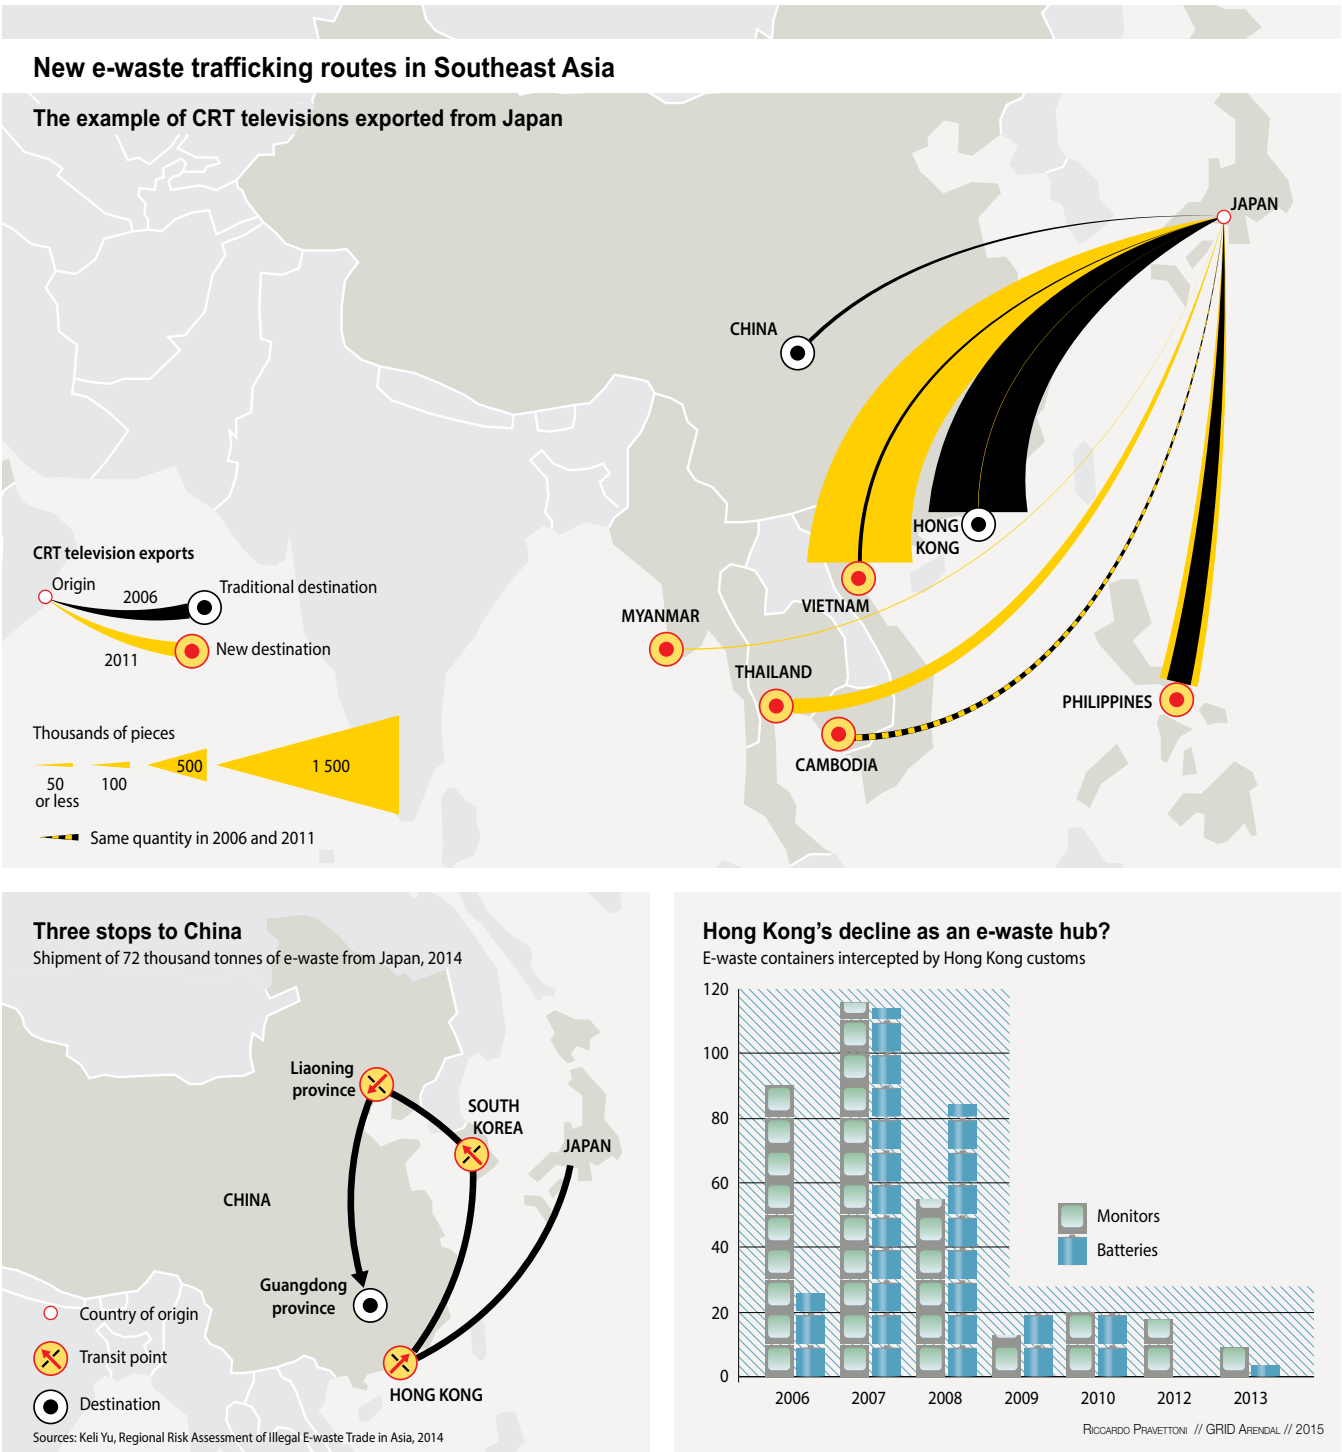 New e-waste trafficking routes in Southeast Asia
The example of CRT televisions exported from Japan
JAPAN
CHINA
HONG
KONG
VIETNAM
MYANMAR
THAILAND
CAMBODIA
PHILIPPINES
CRT television exports
Origin
2006
Traditional destination
2011
New destination
Thousands of pieces
50
or less
100
500
1 500
Same quantity in 2006 and 2011
Three stops to China
Shipment of 72 thousand tonnes of e-waste from Japan, 2014
Liaoning
province
SOUTH
KOREA
JAPAN
CHINA
Guangdong
province
HONG KONG
Country of origin
Transit point
Destination
Sources: Keli Yu, Regional Risk Assessment of Illegal E-waste Trade in Asia, 2014
Hong Kong's decline as an e-waste hub?
E-waste containers intercepted by Hong Kong customs
120
100
80
60
40
20
0
2006 2007 2008 2009 2010 2012 2013
Monitors
Batteries
RICCARDO PRAVETTONI // GRID ARENDAL // 2015